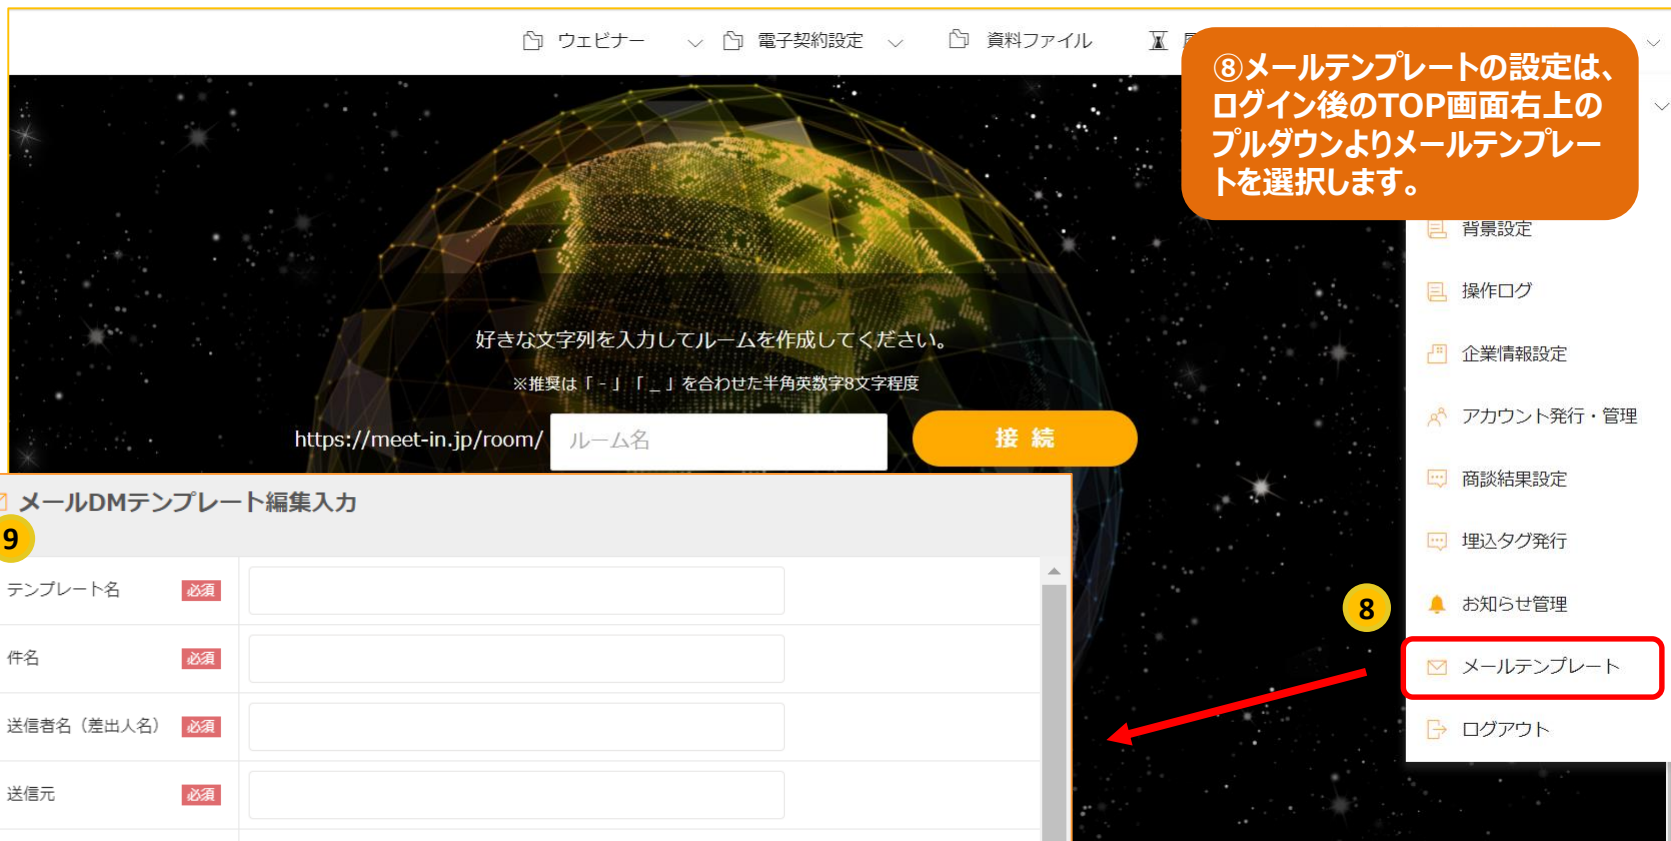 ウェビナー
電子契約設定
資料ファイル
⑧メールテンプレートの設定は、
ログイン後のTOP画面右上の
プルダウンよりメールテンプレー
トを選択します。
背景設定
操作ログ
企業情報設定
アカウント発行・管理
商談結果設定
埋込タグ発行
お知らせ管理
8
メールテンプレート
ログアウト
好きな文字列を入力してルームを作成してください。
※推奨は「 - 」「 _ 」を合わせた半角英数字8文字程度
https://meet-in.jp/room/ ルーム名 接 続
メールDMテンプレート編集入力
9
テンプレート名 必須
件名 必須
送信者名（差出人名） 必須
送信元 必須